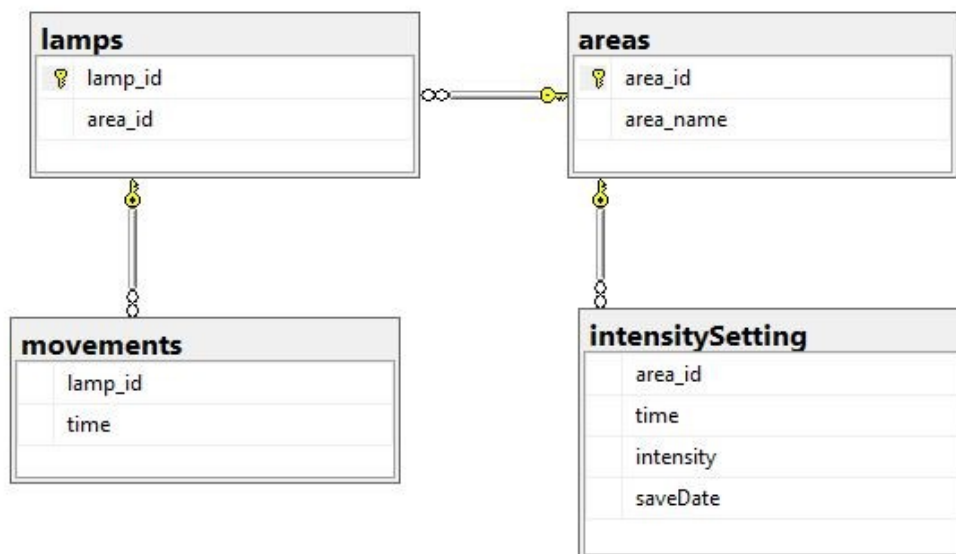 lamps
lamp_id
area_id
areas
area_id
area_name
movements
lamp_id
time
intensitySetting
area_id
time
intensity
saveDate